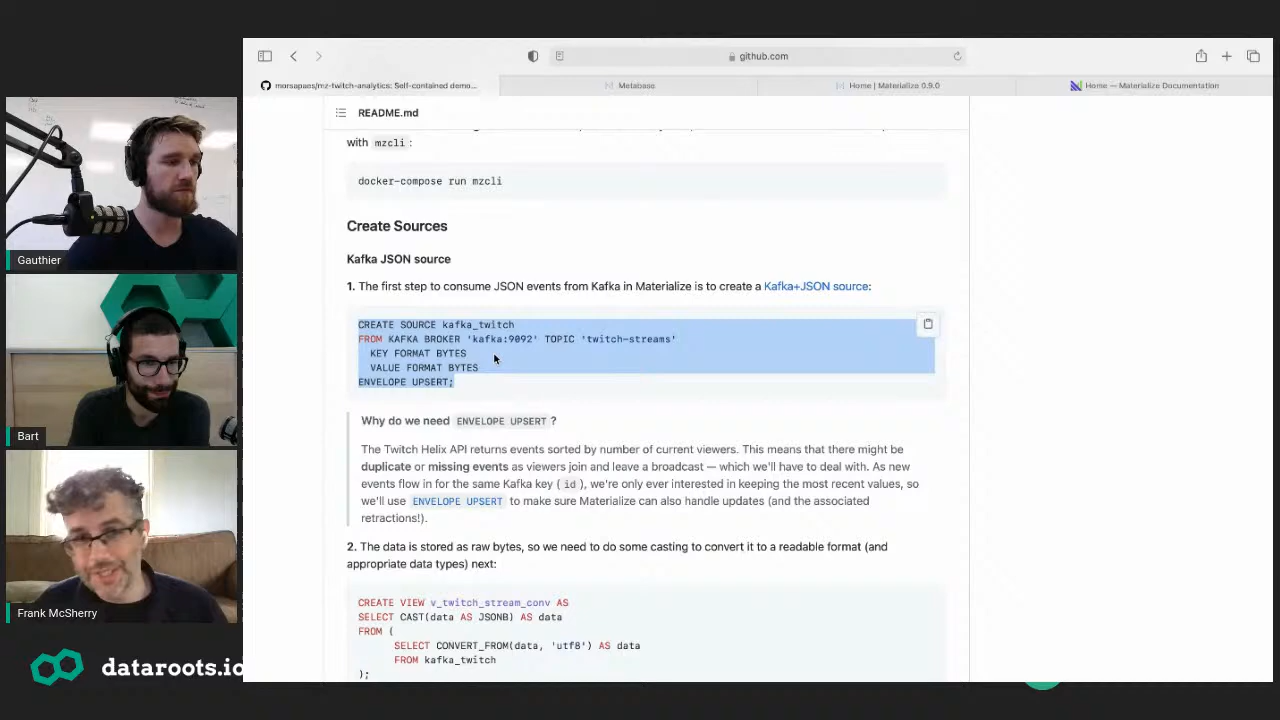 github.com
morsapaes/mz-twitch-analytics: Self-contained demo...
Metabase
Home | Materialize 0.9.0
Home — Materialize Documentation
README.md
with mzcli :
docker-compose run mzcli
Create Sources
Kafka JSON source
1. The first step to consume JSON events from Kafka in Materialize is to create a Kafka+JSON source:
CREATE SOURCE kafka_twitch
FROM KAFKA BROKER 'kafka:9092' TOPIC 'twitch-streams'
KEY FORMAT BYTES
VALUE FORMAT BYTES
ENVELOPE UPSERT;
Why do we need ENVELOPE UPSERT ?
The Twitch Helix API returns events sorted by number of current viewers. This means that there might be
duplicate or missing events as viewers join and leave a broadcast — which we'll have to deal with. As new
events flow in for the same Kafka key ( id ), we're only ever interested in keeping the most recent values, so
we'll use ENVELOPE UPSERT to make sure Materialize can also handle updates (and the associated
retractions!).
2. The data is stored as raw bytes, so we need to do some casting to convert it to a readable format (and
appropriate data types) next:
CREATE VIEW v_twitch_stream_conv AS
SELECT CAST(data AS JSONB) AS data
FROM (
SELECT CONVERT_FROM(data, 'utf8') AS data
FROM kafka_twitch
);
Gauthier
Bart
Frank McSherry
dataroots.io